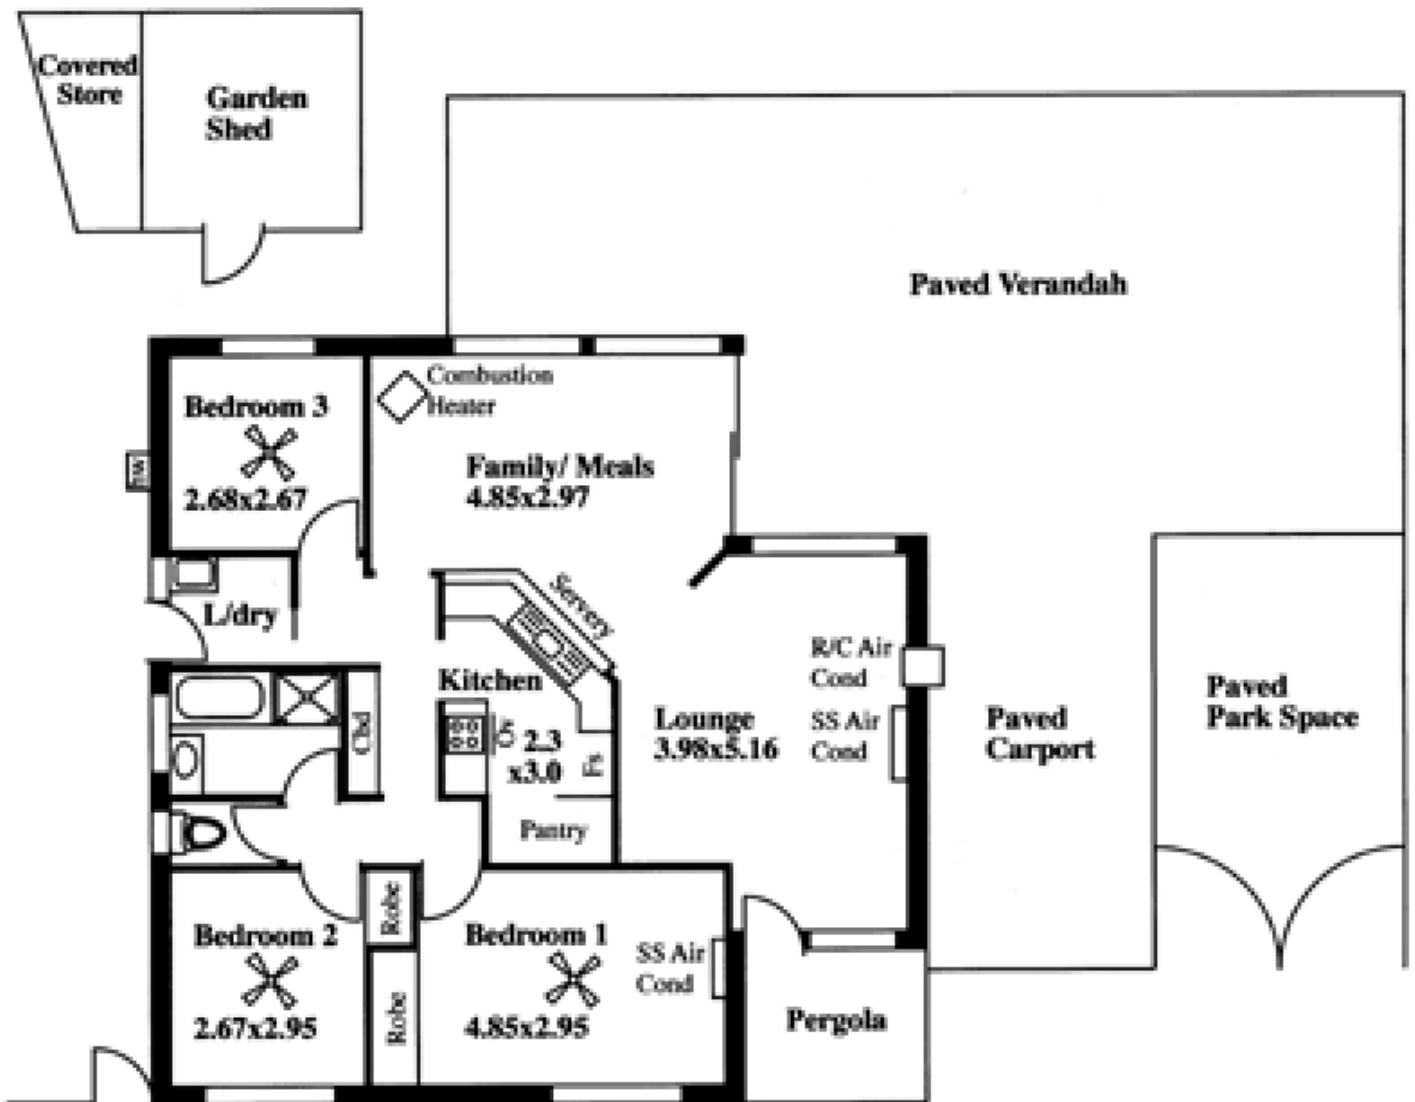 Covered
Store
Garden
Shed
Paved Verandah
Combustion
Heater
Bedroom 3
2.68x2.67
Family/ Meals
4.85x2.97
HW
Servery
L/dry
R/C Air
Cond
Kitchen
2.3
x3.0
Cbd
Lounge
3.98x5.16
SS Air
Cond
Paved
Carport
Paved
Park Space
Pantry
Robe
Bedroom 2
2.67x2.95
Robe
Bedroom 1
4.85x2.95
SS Air
Cond
Pergola